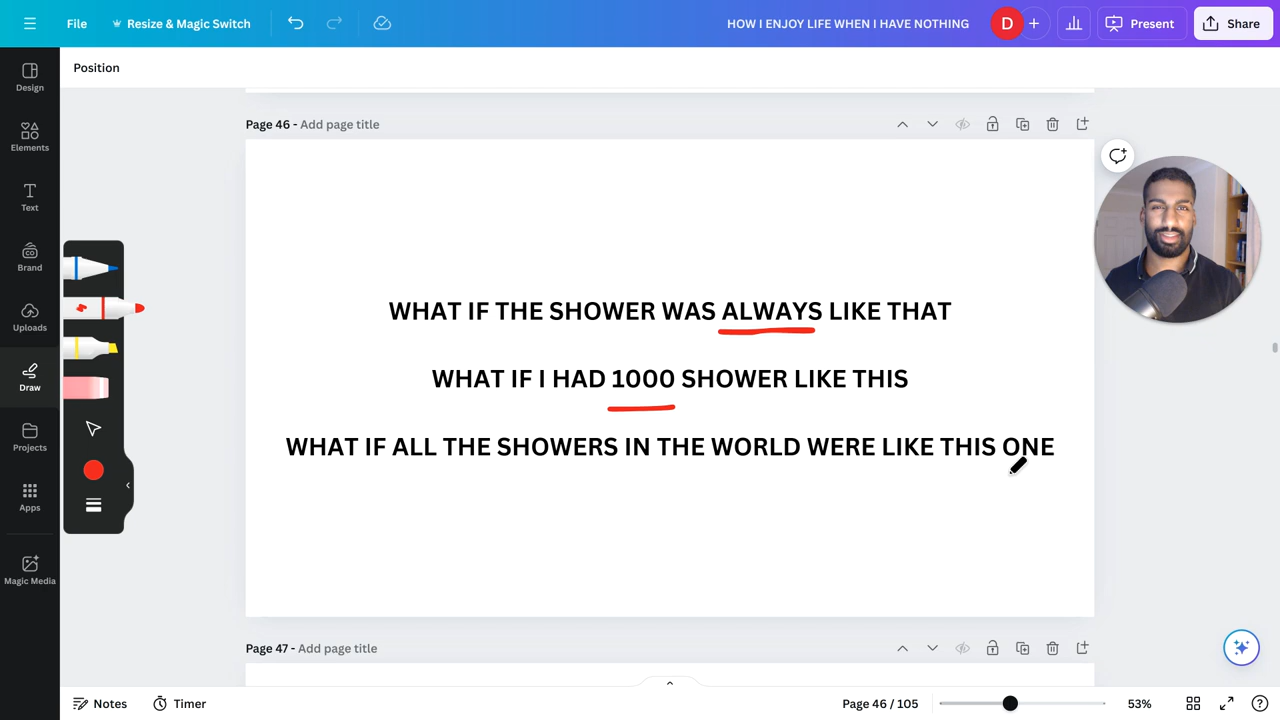 File
Resize & Magic Switch
HOW I ENJOY LIFE WHEN I HAVE NOTHING
D
Present
Share
Position
Design
Elements
Text
Brand
Uploads
Draw
Projects
Apps
Magic Media
Page 46 - Add page title
WHAT IF THE SHOWER WAS ALWAYS LIKE THAT
WHAT IF I HAD 1000 SHOWER LIKE THIS
WHAT IF ALL THE SHOWERS IN THE WORLD WERE LIKE THIS ONE
Page 47 - Add page title
Notes
Timer
Page 46 / 105
53%